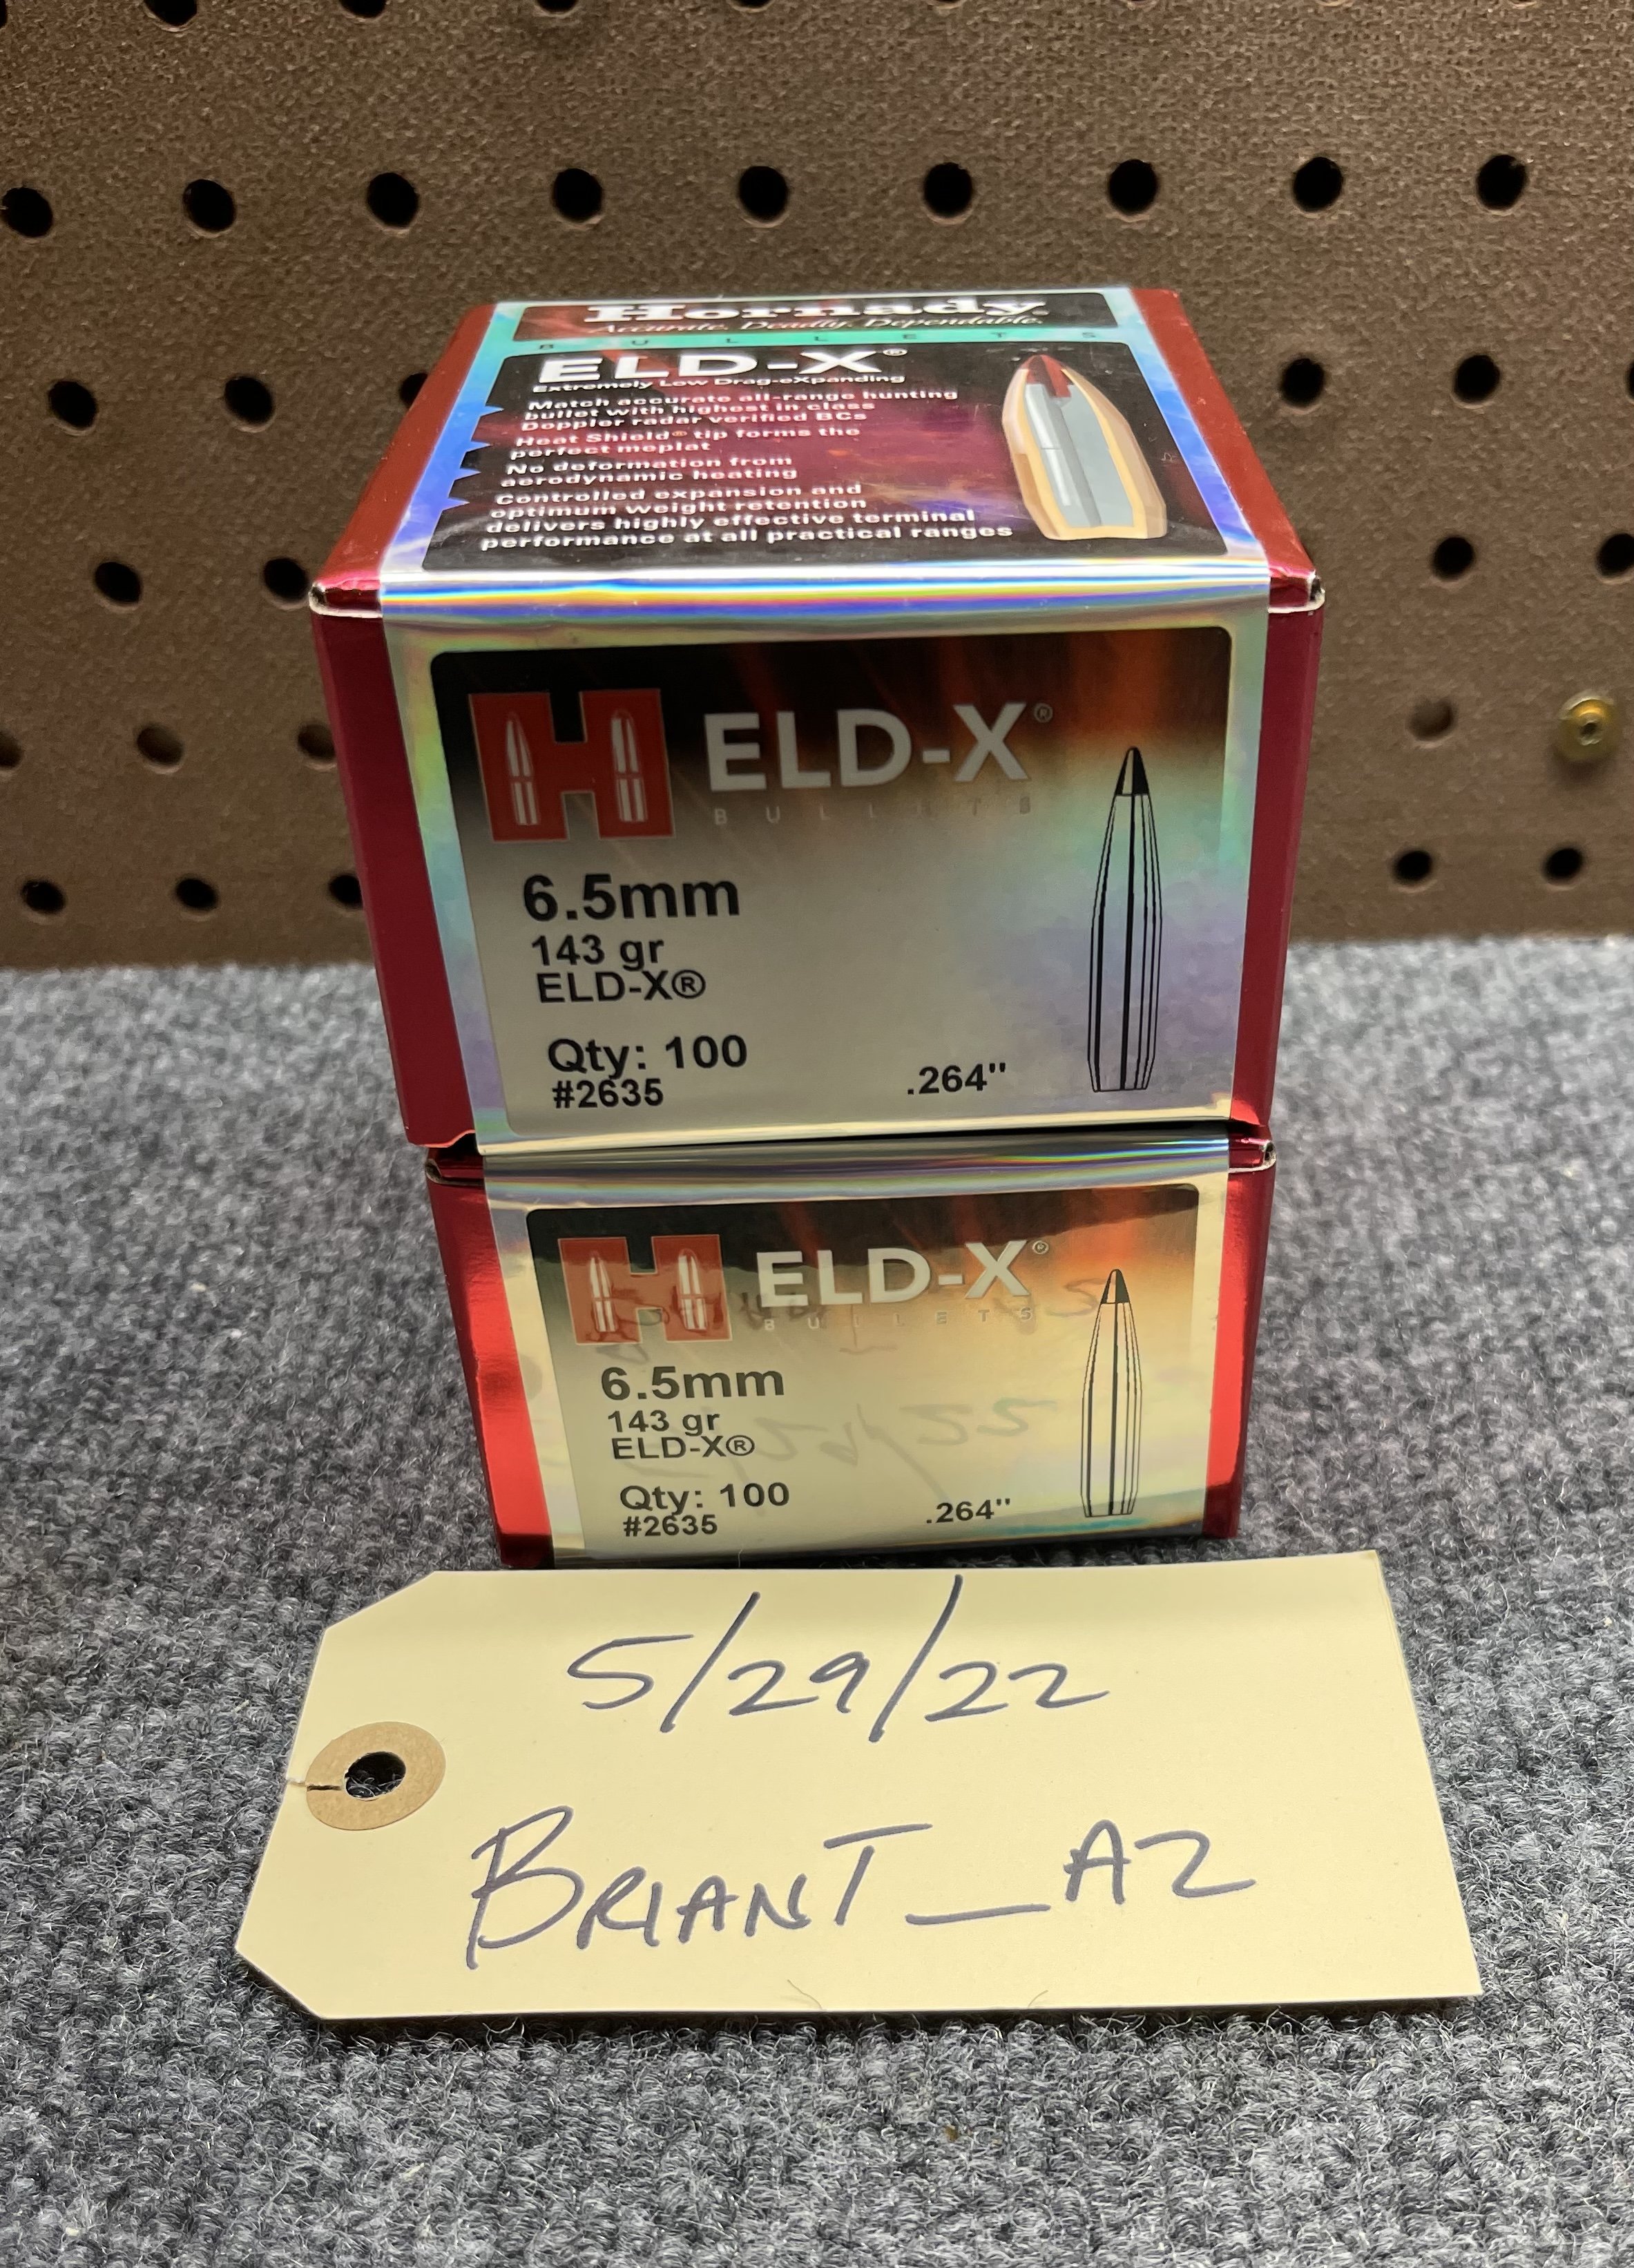 Hornady
Accurate. Deadly. Dependable.
BULLETS
ELD-X®
Extremely Low Drag-eXpanding
Match accurate all-range hunting
bullet with highest in class
Doppler radar verified BCs
Heat Shield® tip forms the
perfect meplat
No deformation from
aerodynamic heating
Controlled expansion and
optimum weight retention
delivers highly effective terminal
performance at all practical ranges
H ELD-X®
BULLETS
6.5mm
143 gr
ELD-X®
Qty: 100
#2635 .264"
H ELD-X®
BULLETS
6.5mm
143 gr
ELD-X®
Qty: 100
#2635 .264"
5/29/22
BRIANT_AZ